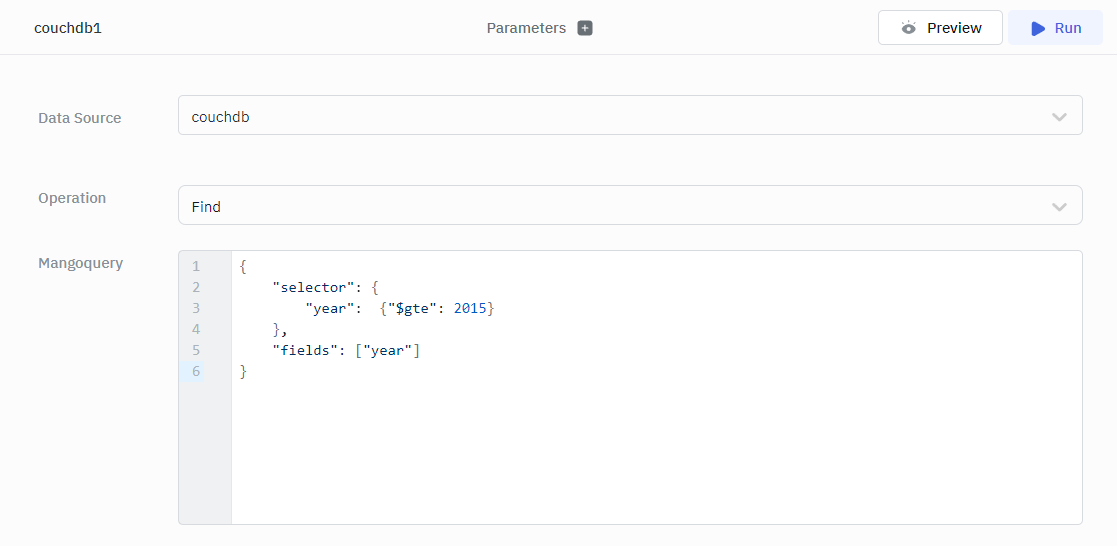 couchdb1 Parameters + Preview Run
Data Source couchdb
Operation Find
Mangoquery
1 {
2     "selector": {
3         "year":  {"$gte": 2015}
4     },
5     "fields": ["year"]
6 }